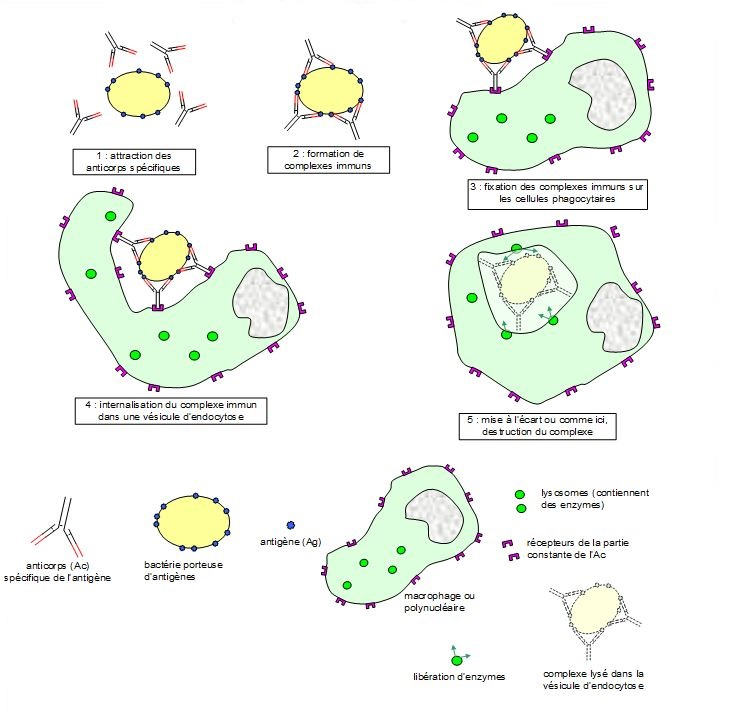 1 : attraction des
anticorps spécifiques
2 : formation de
complexes immuns
3 : fixation des complexes immuns sur
les cellules phagocytaires
4 : internalisation du complexe immun
dans une vésicule d'endocytose
5 : mise à l'écart ou comme ici,
destruction du complexe
anticorps (Ac)
spécifique de l'antigène
bactérie porteuse
d'antigènes
antigène (Ag)
macrophage ou
polynucléaire
lysosomes (contiennent
des enzymes)
récepteurs de la partie
constante de l'Ac
libération d'enzymes
complexe lysé dans la
vésicule d'endocytose